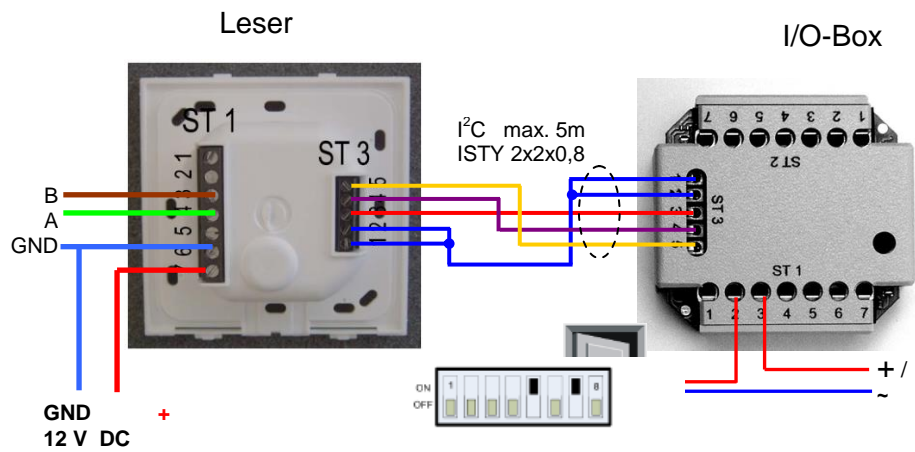 Leser
I/O-Box
ST 1
1
2
3
4
5
6
7
ST 3
5
4
3
2
1
I²C max. 5m
ISTY 2x2x0,8
B
A
GND
7 6 5 4 3 2 1
ST 2
1
2
3
4
5
ST 3
ST 1
1 2 3 4 5 6 7
ON 1 8
OFF
+ /
~
GND +
12 V DC